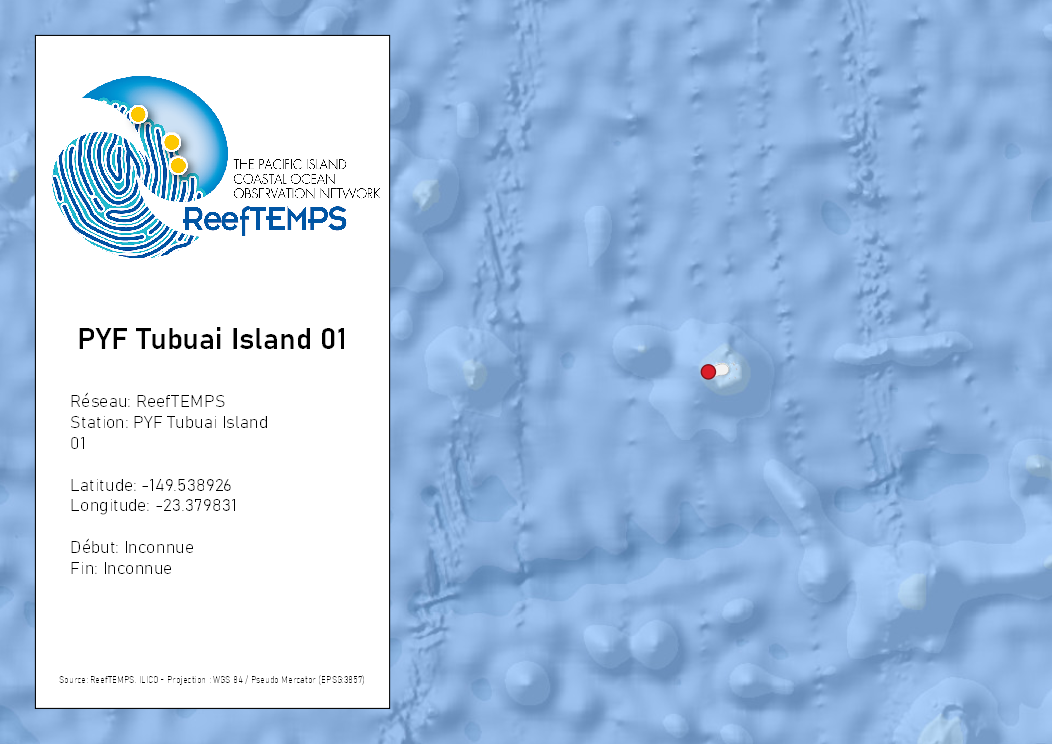 THE PACIFIC ISLAND
COASTAL OCEAN
OBSERVATION NETWORK
ReefTEMPS
PYF Tubuai Island 01
Réseau: ReefTEMPS
Station: PYF Tubuai Island
01
Latitude: -149.538926
Longitude: -23.379831
Début: Inconnue
Fin: Inconnue
Source: ReefTEMPS, ILICO - Projection : WGS 84 / Pseudo Mercator (EPSG:3857)